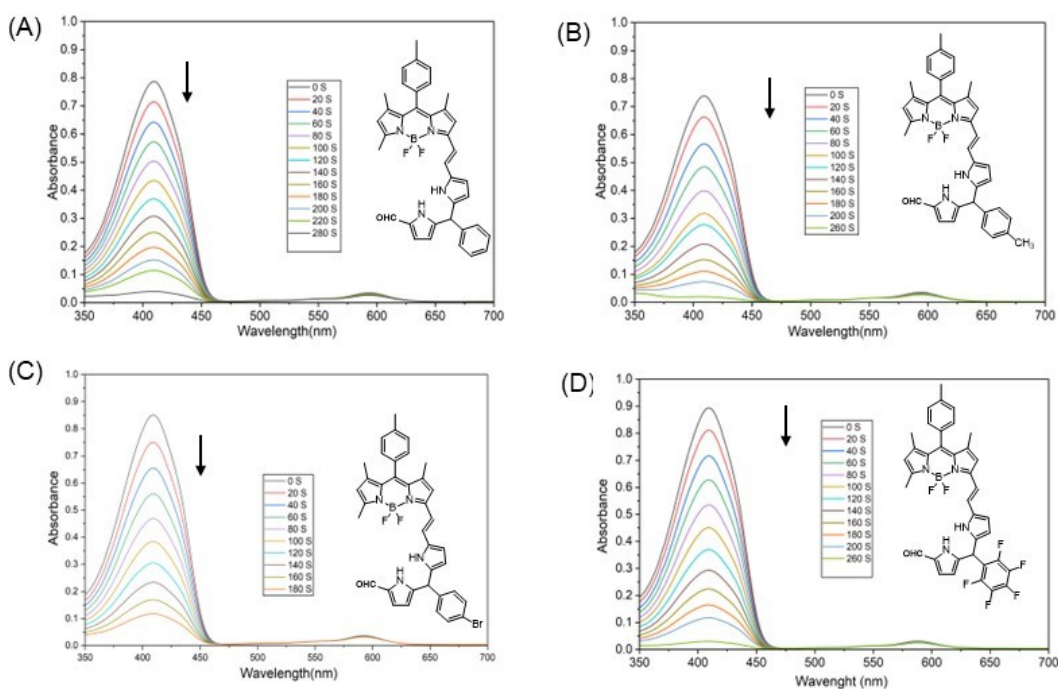 (A)
Absorbance
1.0
0.9
0.8
0.7
0.6
0.5
0.4
0.3
0.2
0.1
0.0
350 400 450 500 550 600 650 700
Wavelength(nm)
0 S
20 S
40 S
60 S
80 S
100 S
120 S
140 S
160 S
180 S
200 S
220 S
280 S
N N
B
F F
HN
H
N
OHC
(B)
Absorbance
1.0
0.9
0.8
0.7
0.6
0.5
0.4
0.3
0.2
0.1
0.0
350 400 450 500 550 600 650 700
Wavelength(nm)
0 S
20 S
40 S
60 S
80 S
100 S
120 S
140 S
160 S
180 S
200 S
260 S
N N
B
F F
HN
H
N
OHC
CH3
(C)
Absorbance
1.0
0.9
0.8
0.7
0.6
0.5
0.4
0.3
0.2
0.1
0.0
350 400 450 500 550 600 650 700
Wavelength(nm)
0 S
20 S
40 S
60 S
80 S
100 S
120 S
140 S
160 S
180 S
N N
B
F F
HN
H
N
OHC
Br
(D)
Absorbance
1.0
0.9
0.8
0.7
0.6
0.5
0.4
0.3
0.2
0.1
0.0
350 400 450 500 550 600 650 700
Wavenght (nm)
0 S
20 S
40 S
60 S
80 S
100 S
120 S
140 S
160 S
180 S
200 S
260 S
N N
B
F F
HN
H
N
OHC
F
F
F
F
F